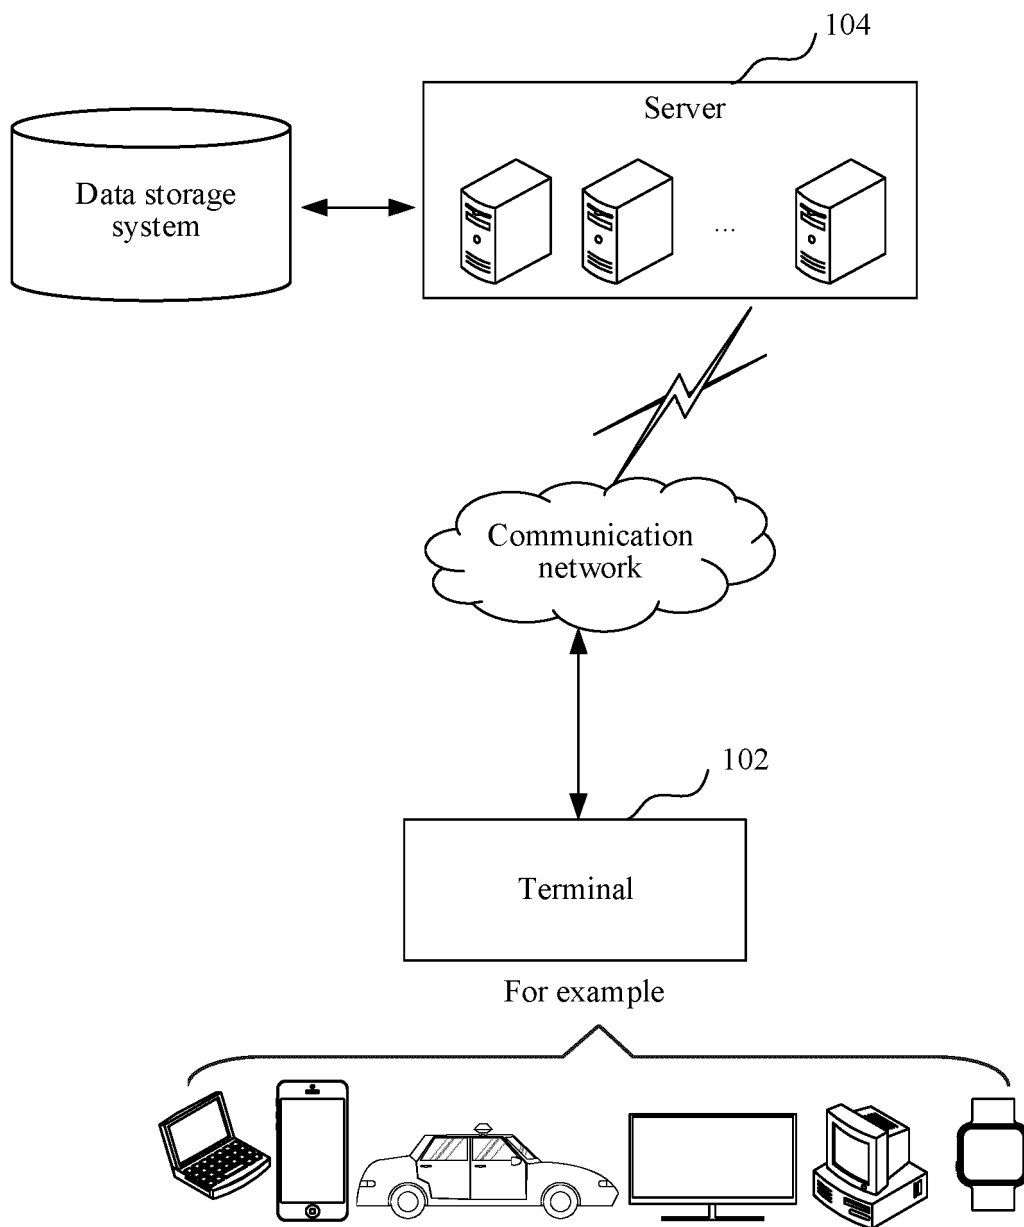 104
Server
Data storage
system
...
Communication
network
102
Terminal
For example